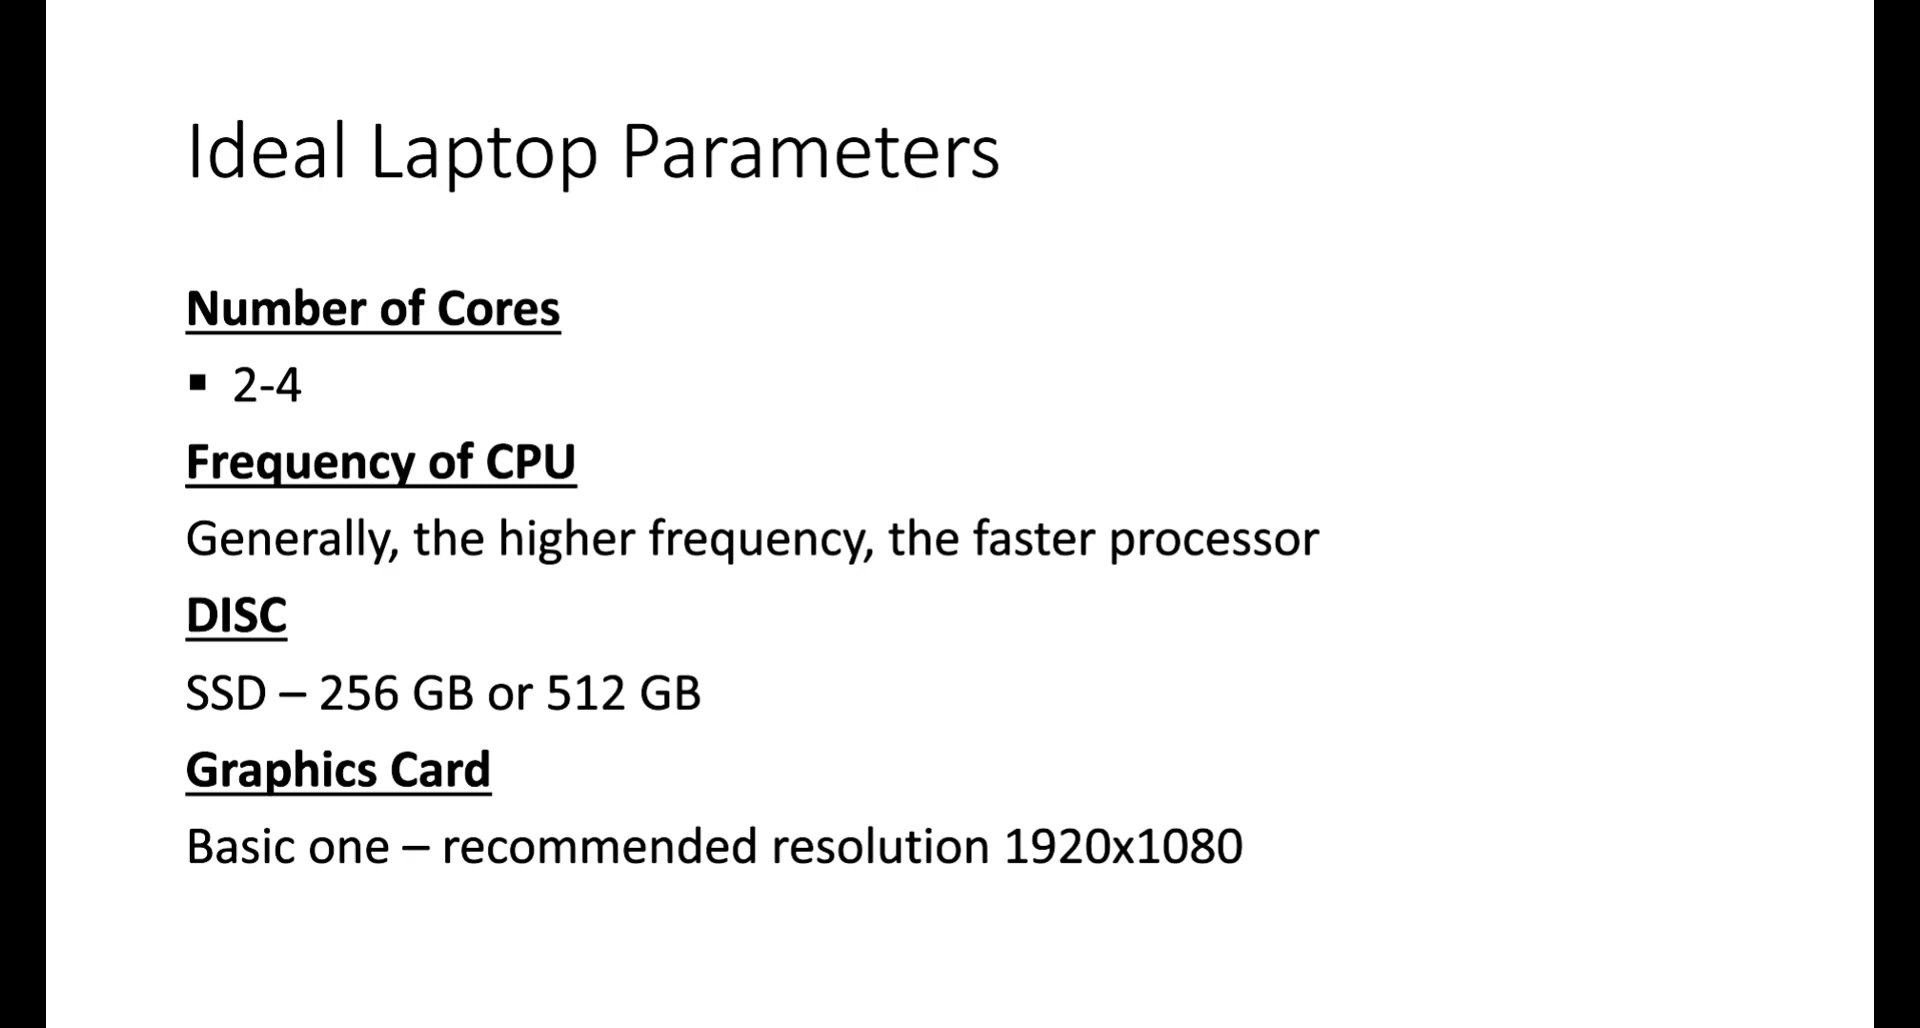 Ideal Laptop Parameters
Number of Cores
▪ 2-4
Frequency of CPU
Generally, the higher frequency, the faster processor
DISC
SSD – 256 GB or 512 GB
Graphics Card
Basic one – recommended resolution 1920x1080